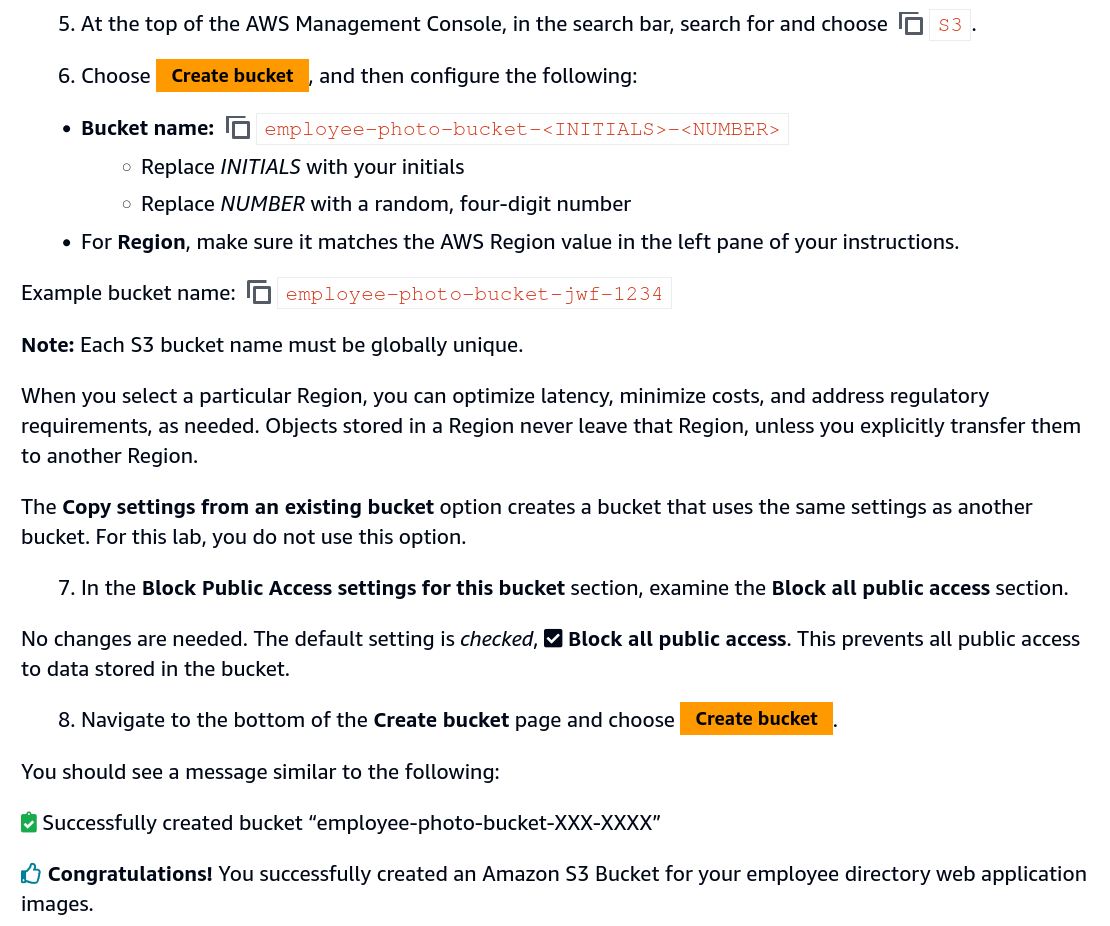 5. At the top of the AWS Management Console, in the search bar, search for and choose S3.
6. Choose Create bucket, and then configure the following:
• Bucket name: employee-photo-bucket-<INITIALS>-<NUMBER>
○ Replace INITIALS with your initials
○ Replace NUMBER with a random, four-digit number
• For Region, make sure it matches the AWS Region value in the left pane of your instructions.
Example bucket name: employee-photo-bucket-jwf-1234
Note: Each S3 bucket name must be globally unique.
When you select a particular Region, you can optimize latency, minimize costs, and address regulatory
requirements, as needed. Objects stored in a Region never leave that Region, unless you explicitly transfer them
to another Region.
The Copy settings from an existing bucket option creates a bucket that uses the same settings as another
bucket. For this lab, you do not use this option.
7. In the Block Public Access settings for this bucket section, examine the Block all public access section.
No changes are needed. The default setting is checked, Block all public access. This prevents all public access
to data stored in the bucket.
8. Navigate to the bottom of the Create bucket page and choose Create bucket.
You should see a message similar to the following:
Successfully created bucket “employee-photo-bucket-XXX-XXXX”
Congratulations! You successfully created an Amazon S3 Bucket for your employee directory web application
images.